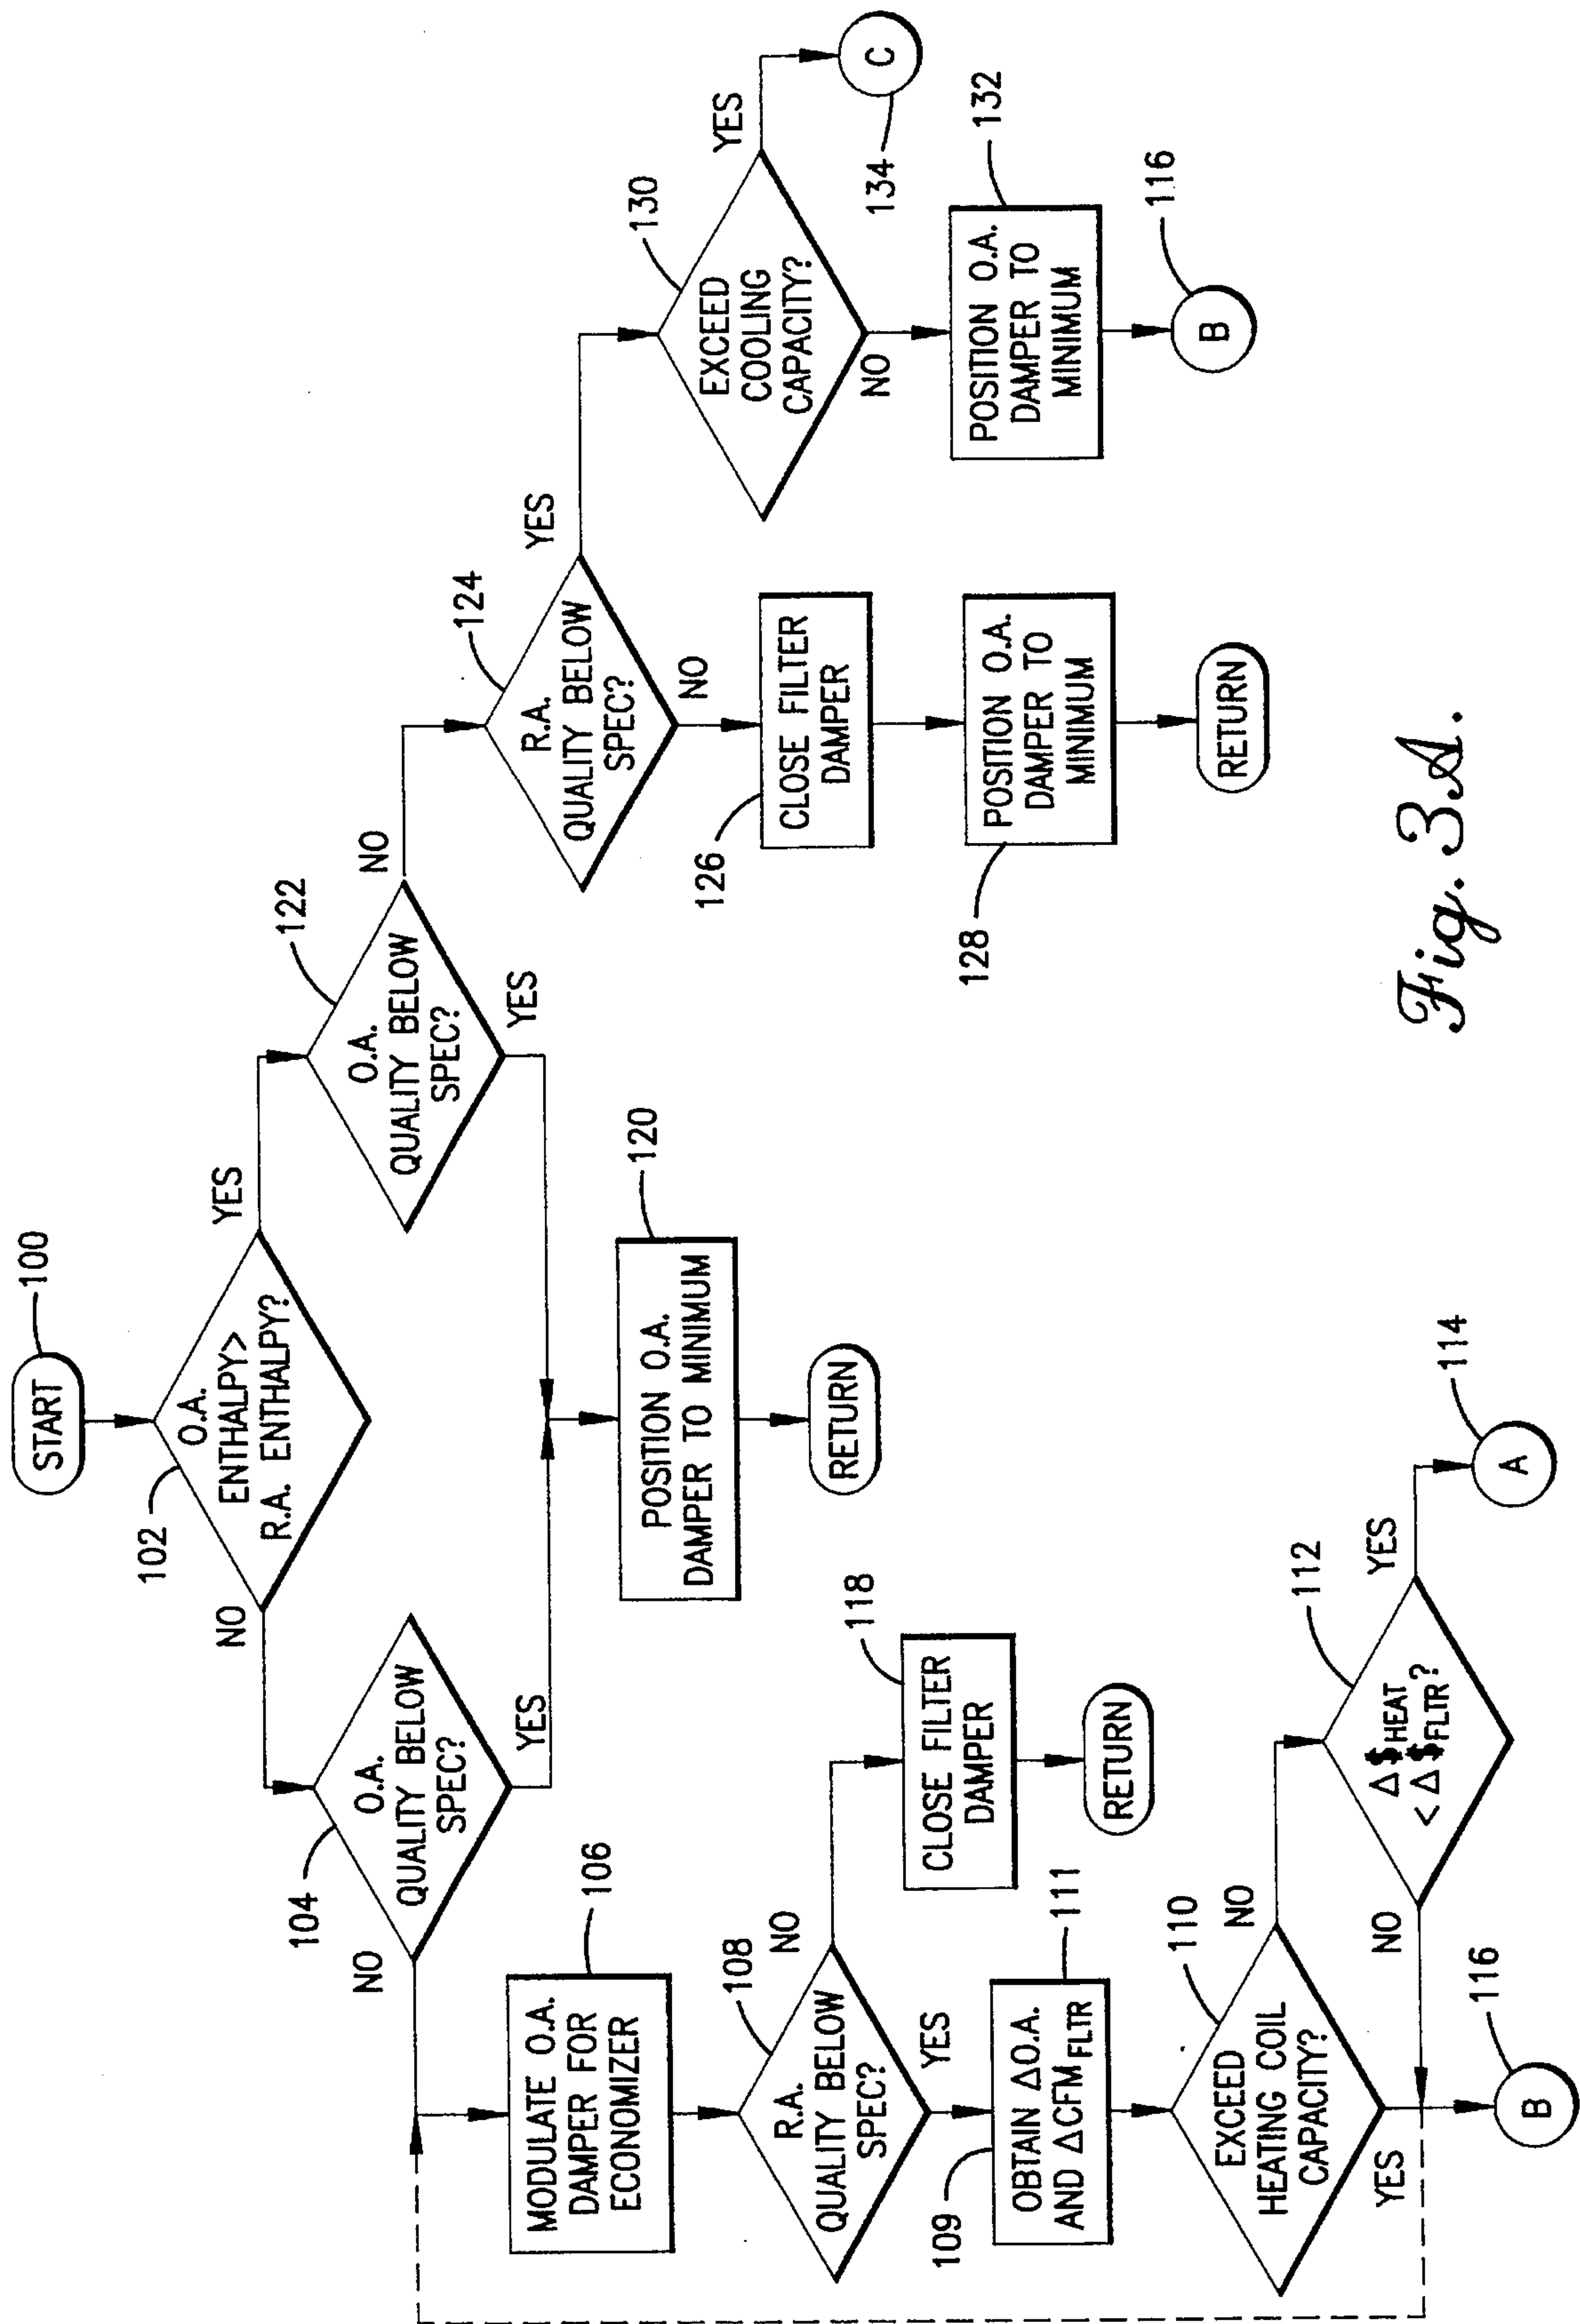 START
100
102
O.A.
ENTHALPY>
R.A. ENTHALPY?
NO
YES
104
O.A.
QUALITY BELOW
SPEC?
NO
YES
122
O.A.
QUALITY BELOW
SPEC?
NO
YES
106
MODULATE O.A.
DAMPER FOR
ECONOMIZER
120
POSITION O.A.
DAMPER TO MINIMUM
RETURN
124
R.A.
QUALITY BELOW
SPEC?
YES
NO
126
CLOSE FILTER
DAMPER
128
POSITION O.A.
DAMPER TO
MINIMUM
RETURN
130
EXCEED
COOLING
CAPACITY?
YES
NO
C
134
132
POSITION O.A.
DAMPER TO
MINIMUM
B
116
108
R.A.
QUALITY BELOW
SPEC?
NO
YES
118
CLOSE FILTER
DAMPER
RETURN
109
111
OBTAIN ΔO.A.
AND ΔCFM FLTR
110
EXCEED
HEATING COIL
CAPACITY?
NO
YES
112
Δ$HEAT
<Δ$FLTR?
YES
NO
A
114
B
116
Fig. 3A.